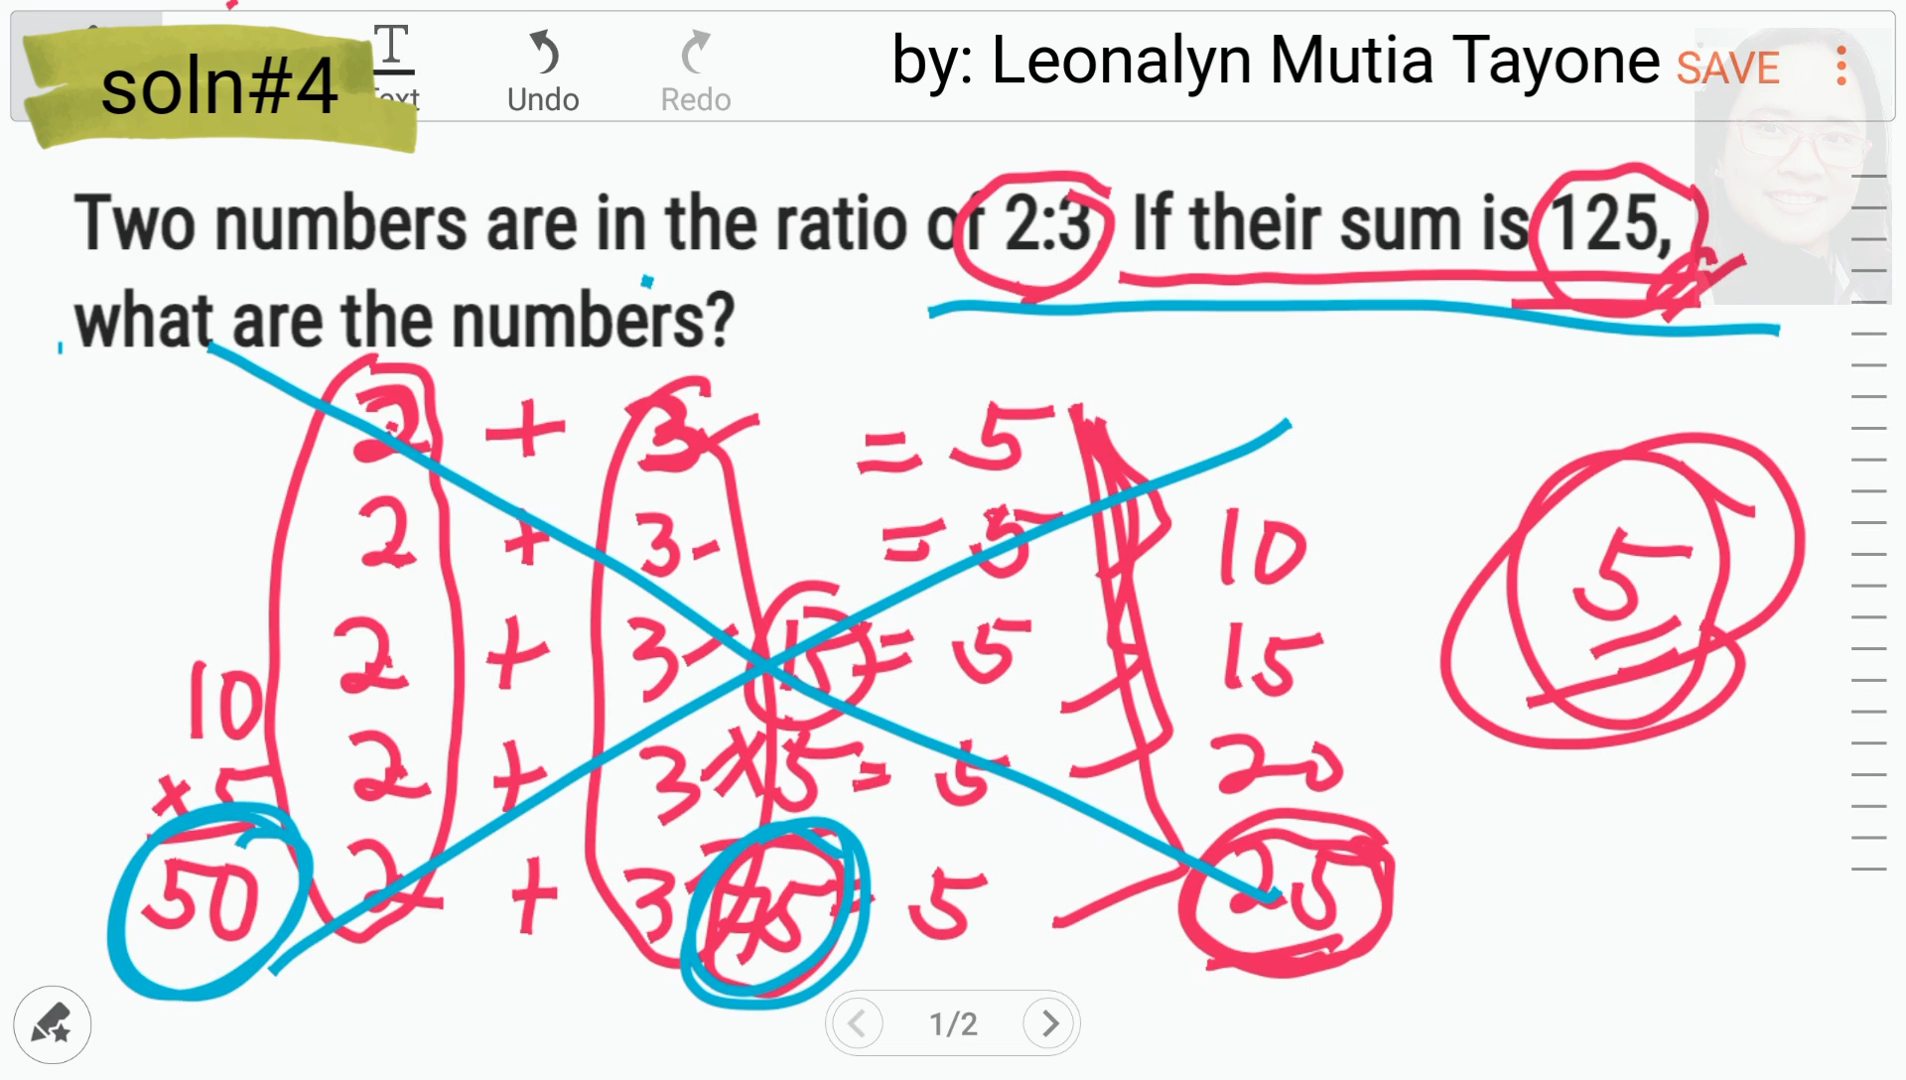 by: Leonalyn Mutia Tayone SAVE
soln#4
Text Undo Redo
Two numbers are in the ratio of 2:3. If their sum is 125,
what are the numbers?
2 + 3 = 5
2 + 3 = 5 10
2 + 3 15 = 5 15
10
2 + 3 x 5 = 5 20
x 5
50 2 + 3 75 = 5 25
5
1/2